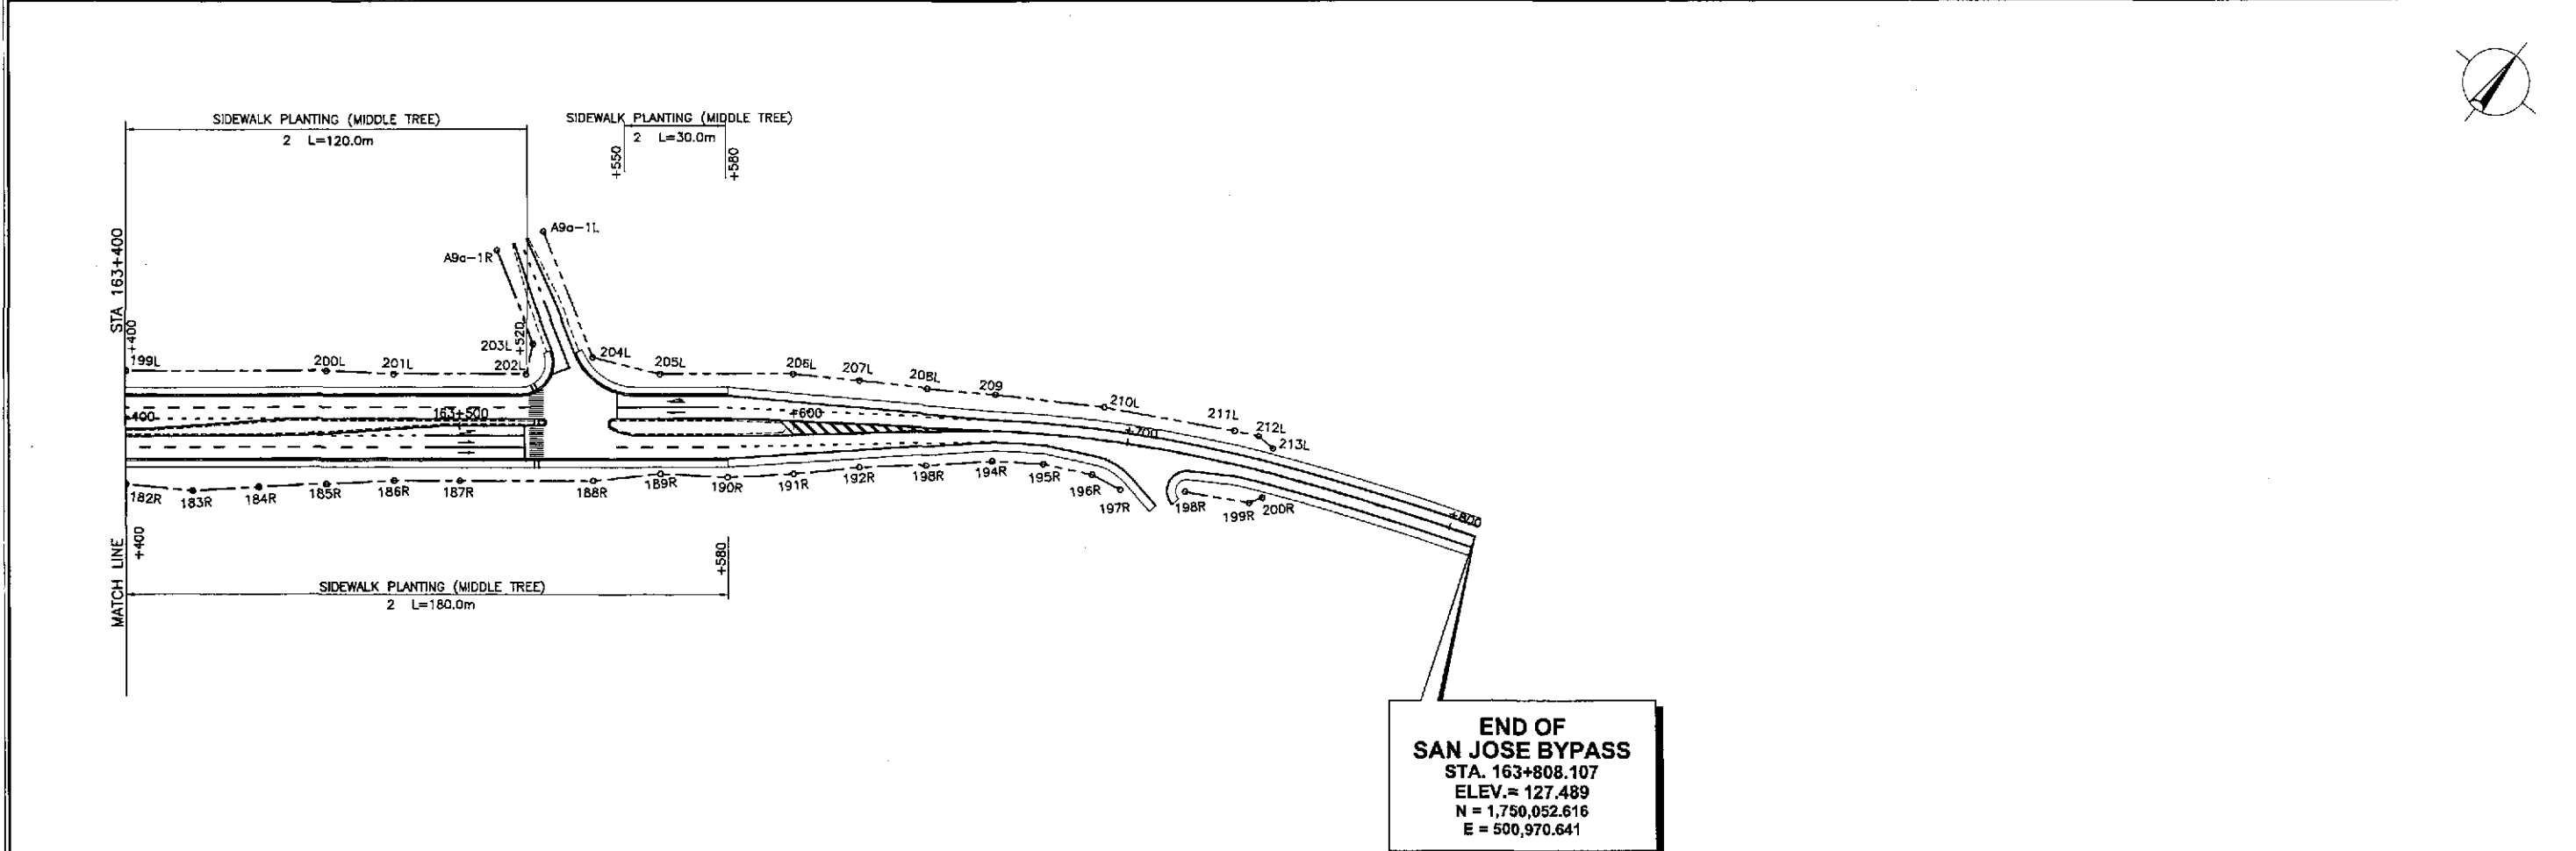 SIDEWALK PLANTING (MIDDLE TREE)
2 L=120.0m
SIDEWALK PLANTING (MIDDLE TREE)
2 L=30.0m
+550
+580
A9a-1L
A9a-1R
STA 163+400
+400
+520
199L
200L
201L
202L
203L
204L
205L
206L
207L
208L
209
210L
211L
212L
213L
+400
163+500
+600
+700
+800
182R
183R
184R
185R
186R
187R
188R
189R
190R
191R
192R
198R
194R
195R
196R
197R
198R
199R
200R
MATCH LINE
+400
+580
SIDEWALK PLANTING (MIDDLE TREE)
2 L=180.0m
END OF
SAN JOSE BYPASS
STA. 163+808.107
ELEV.= 127.489
N = 1,750,052.616
E = 500,970.641